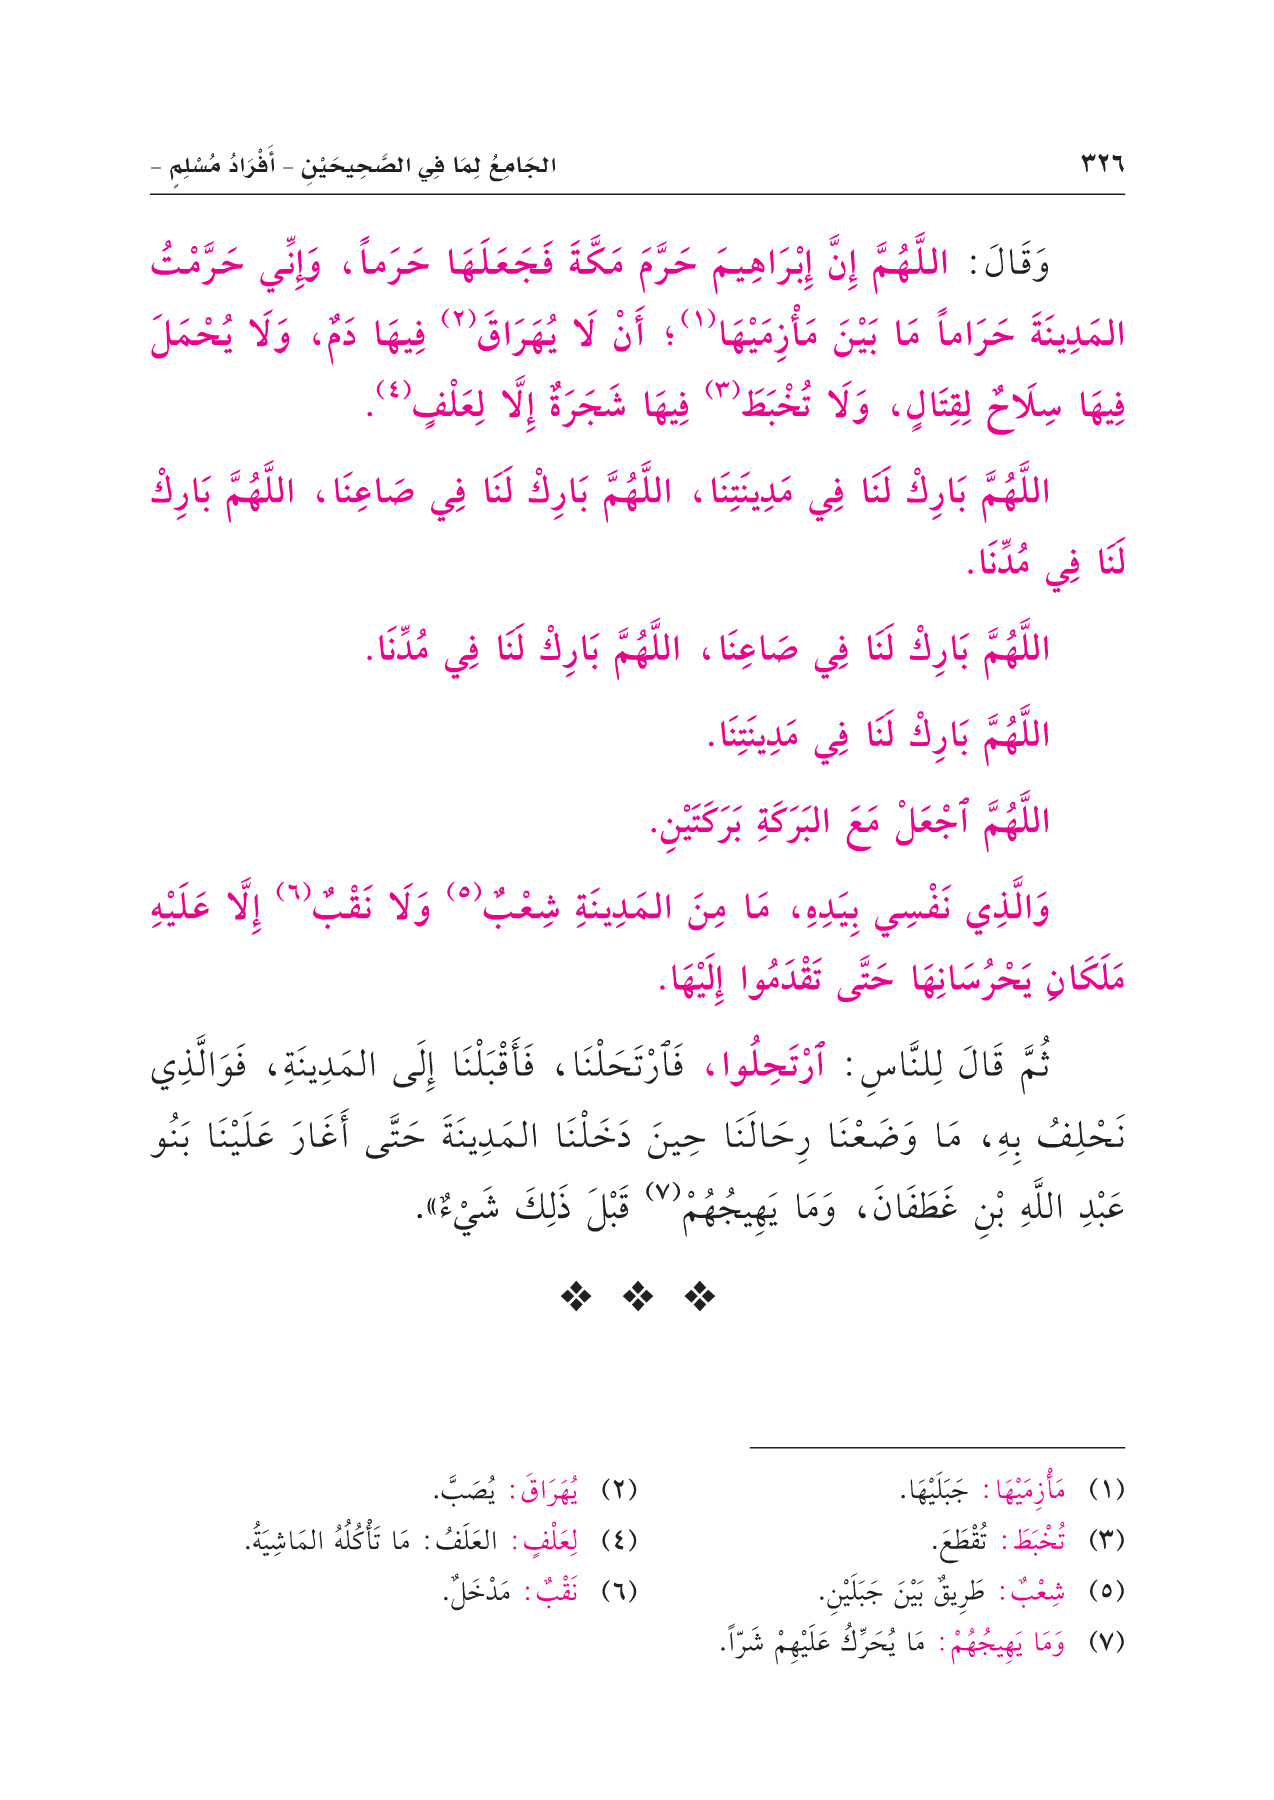 ٣٢٦
الجَامِعُ لِمَا فِي الصَّحِيحَيْنِ – أَفْرَادُ مُسْلِمٍ –
وَقَالَ: اللَّهُمَّ إِنَّ إِبْرَاهِيمَ حَرَّمَ مَكَّةَ فَجَعَلَهَا حَرَماً، وَإِنِّي حَرَّمْتُ
المَدِينَةَ حَرَاماً مَا بَيْنَ مَأْزِمَيْهَا(١)؛ أَنْ لَا يُهَرَاقَ(٢) فِيهَا دَمٌ، وَلَا يُحْمَلَ
فِيهَا سِلَاحٌ لِقِتَالٍ، وَلَا تُخْبَطَ(٣) فِيهَا شَجَرَةٌ إِلَّا لِعَلْفٍ(٤).
اللَّهُمَّ بَارِكْ لَنَا فِي مَدِينَتِنَا، اللَّهُمَّ بَارِكْ لَنَا فِي صَاعِنَا، اللَّهُمَّ بَارِكْ
لَنَا فِي مُدِّنَا.
اللَّهُمَّ بَارِكْ لَنَا فِي صَاعِنَا، اللَّهُمَّ بَارِكْ لَنَا فِي مُدِّنَا.
اللَّهُمَّ بَارِكْ لَنَا فِي مَدِينَتِنَا.
اللَّهُمَّ ٱجْعَلْ مَعَ البَرَكَةِ بَرَكَتَيْنِ.
وَالَّذِي نَفْسِي بِيَدِهِ، مَا مِنَ المَدِينَةِ شِعْبٌ(٥) وَلَا نَقْبٌ(٦) إِلَّا عَلَيْهِ
مَلَكَانِ يَحْرُسَانِهَا حَتَّى تَقْدَمُوا إِلَيْهَا.
ثُمَّ قَالَ لِلنَّاسِ: ٱرْتَحِلُوا، فَٱرْتَحَلْنَا، فَأَقْبَلْنَا إِلَى المَدِينَةِ، فَوَالَّذِي
نَحْلِفُ بِهِ، مَا وَضَعْنَا رِحَالَنَا حِينَ دَخَلْنَا المَدِينَةَ حَتَّى أَغَارَ عَلَيْنَا بَنُو
عَبْدِ اللَّهِ بْنِ غَطَفَانَ، وَمَا يَهِيجُهُمْ(٧) قَبْلَ ذَلِكَ شَيْءٌ».
(١) مَأْزِمَيْهَا: جَبَلَيْهَا.
(٢) يُهَرَاقَ: يُصَبَّ.
(٣) تُخْبَطَ: تُقْطَعَ.
(٤) لِعَلْفٍ: العَلَفُ: مَا تَأْكُلُهُ المَاشِيَةُ.
(٥) شِعْبٌ: طَرِيقٌ بَيْنَ جَبَلَيْنِ.
(٦) نَقْبٌ: مَدْخَلٌ.
(٧) وَمَا يَهِيجُهُمْ: مَا يُحَرِّكُ عَلَيْهِمْ شَرّاً.